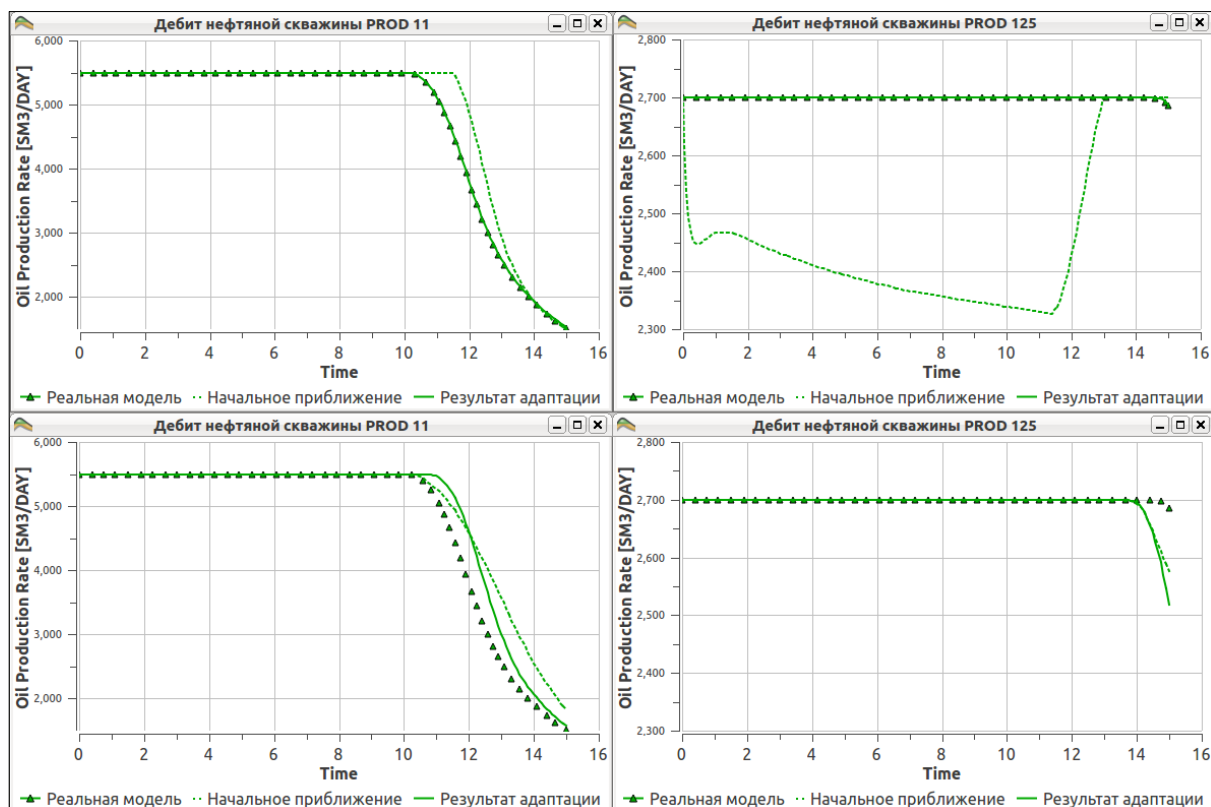 Дебит нефтяной скважины PROD 11
Oil Production Rate [SM3/DAY]
6,000
5,000
4,000
3,000
2,000
0 2 4 6 8 10 12 14 16
Time
Реальная модель Начальное приближение Результат адаптации
Дебит нефтяной скважины PROD 125
Oil Production Rate [SM3/DAY]
2,800
2,700
2,600
2,500
2,400
2,300
0 2 4 6 8 10 12 14 16
Time
Реальная модель Начальное приближение Результат адаптации
Дебит нефтяной скважины PROD 11
Oil Production Rate [SM3/DAY]
6,000
5,000
4,000
3,000
2,000
0 2 4 6 8 10 12 14 16
Time
Реальная модель Начальное приближение Результат адаптации
Дебит нефтяной скважины PROD 125
Oil Production Rate [SM3/DAY]
2,800
2,700
2,600
2,500
2,400
2,300
0 2 4 6 8 10 12 14 16
Time
Реальная модель Начальное приближение Результат адаптации